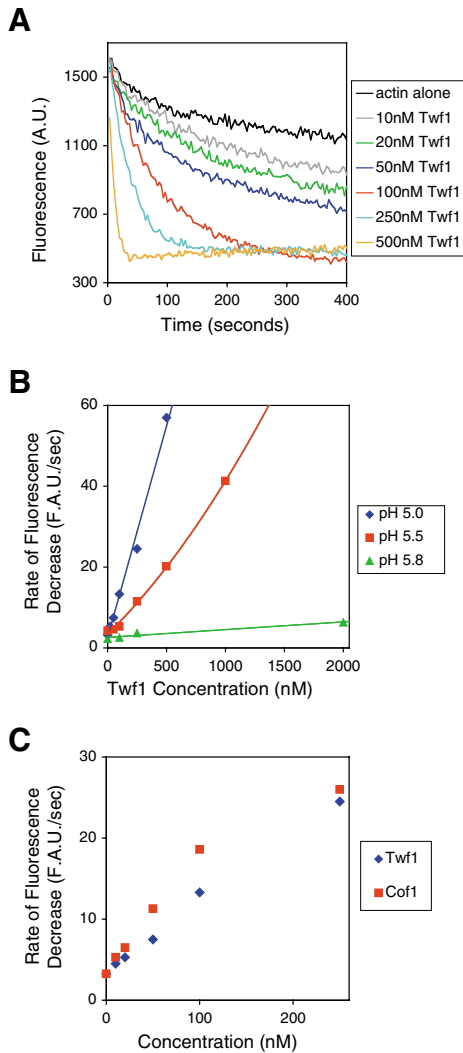 A
Fluorescence (A.U.)
1500
1100
700
300
0
100
200
300
400
Time (seconds)
actin alone
10nM Twf1
20nM Twf1
50nM Twf1
100nM Twf1
250nM Twf1
500nM Twf1
B
Rate of Fluorescence
Decrease (F.A.U./sec)
60
40
20
0
0
500
1000
1500
2000
Twf1 Concentration (nM)
pH 5.0
pH 5.5
pH 5.8
C
Rate of Fluorescence
Decrease (F.A.U./sec)
30
20
10
0
0
100
200
Concentration (nM)
Twf1
Cof1